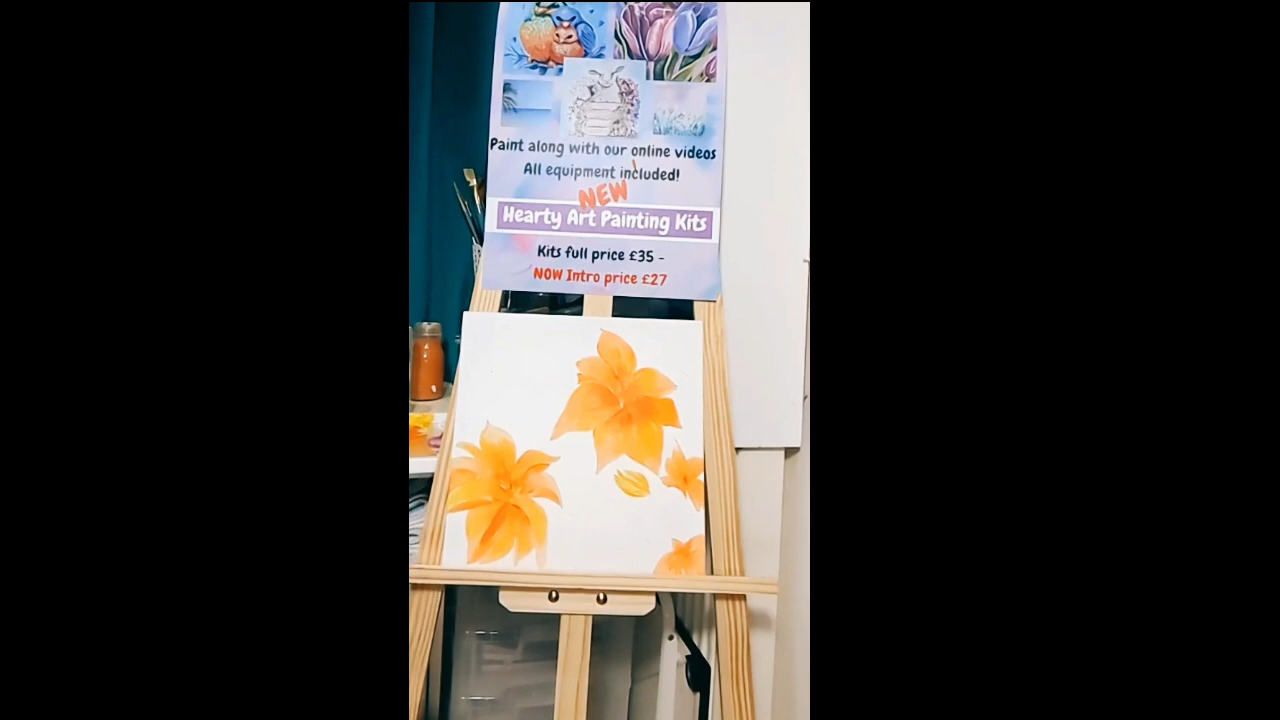 Paint along with our online videos
All equipment included!
NEW
Hearty Art Painting Kits
Kits full price £35 -
NOW Intro price £27